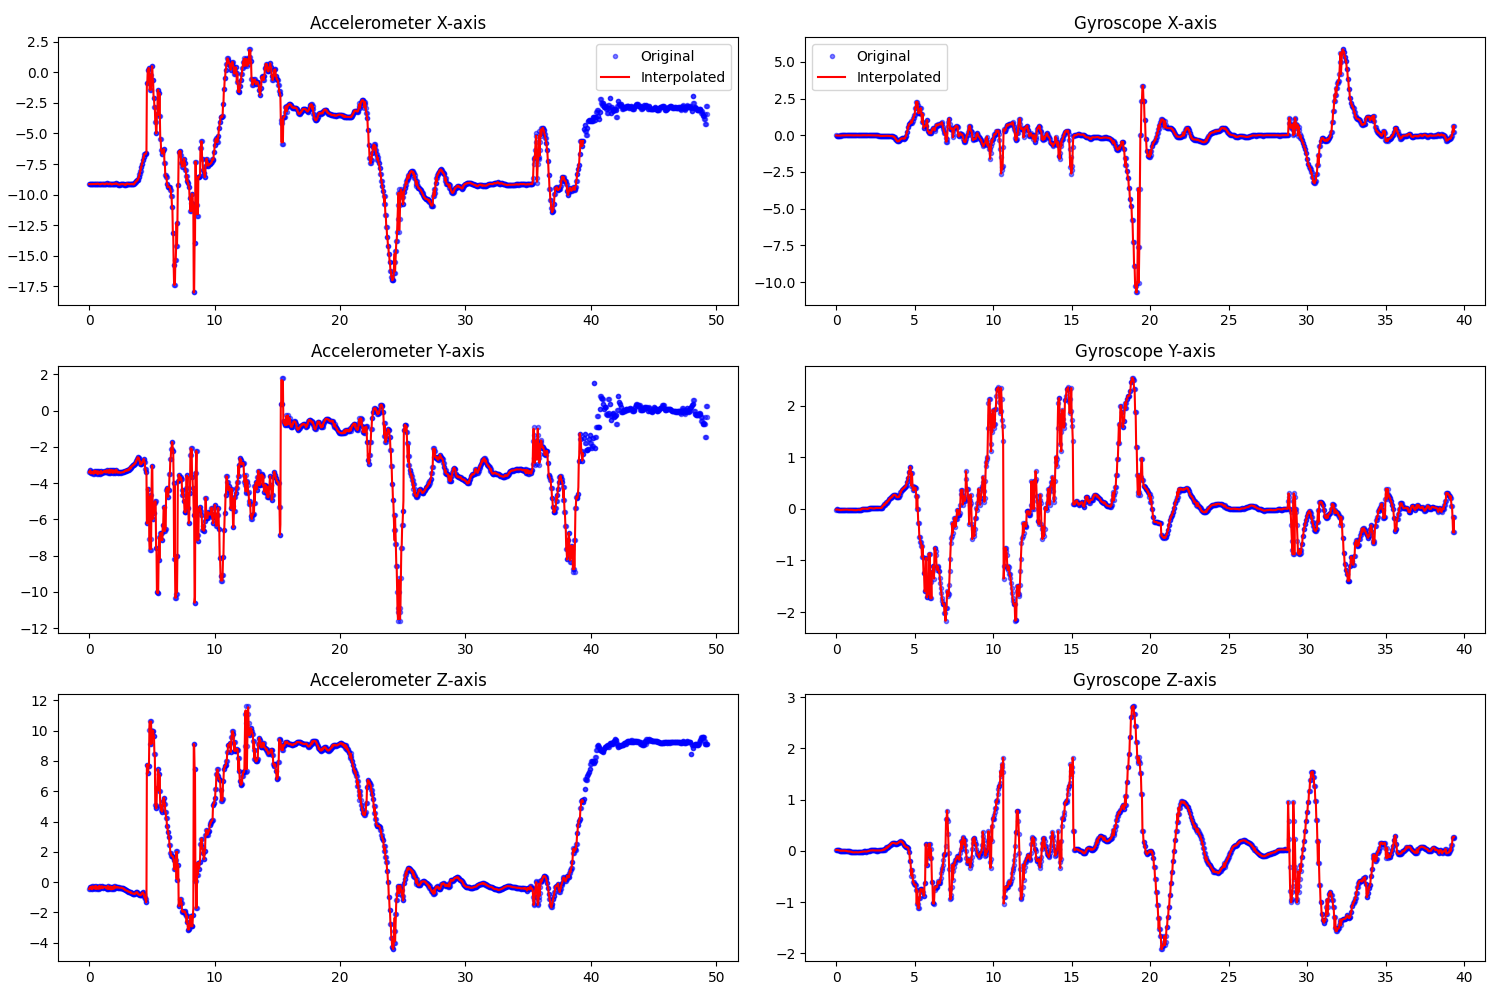 Accelerometer X-axis
2.5
0.0
−2.5
−5.0
−7.5
−10.0
−12.5
−15.0
−17.5
0 10 20 30 40 50
Original
Interpolated
Gyroscope X-axis
5.0
2.5
0.0
−2.5
−5.0
−7.5
−10.0
0 5 10 15 20 25 30 35 40
Original
Interpolated
Accelerometer Y-axis
2
0
−2
−4
−6
−8
−10
−12
0 10 20 30 40 50
Gyroscope Y-axis
2
1
0
−1
−2
0 5 10 15 20 25 30 35 40
Accelerometer Z-axis
12
10
8
6
4
2
0
−2
−4
0 10 20 30 40 50
Gyroscope Z-axis
3
2
1
0
−1
−2
0 5 10 15 20 25 30 35 40